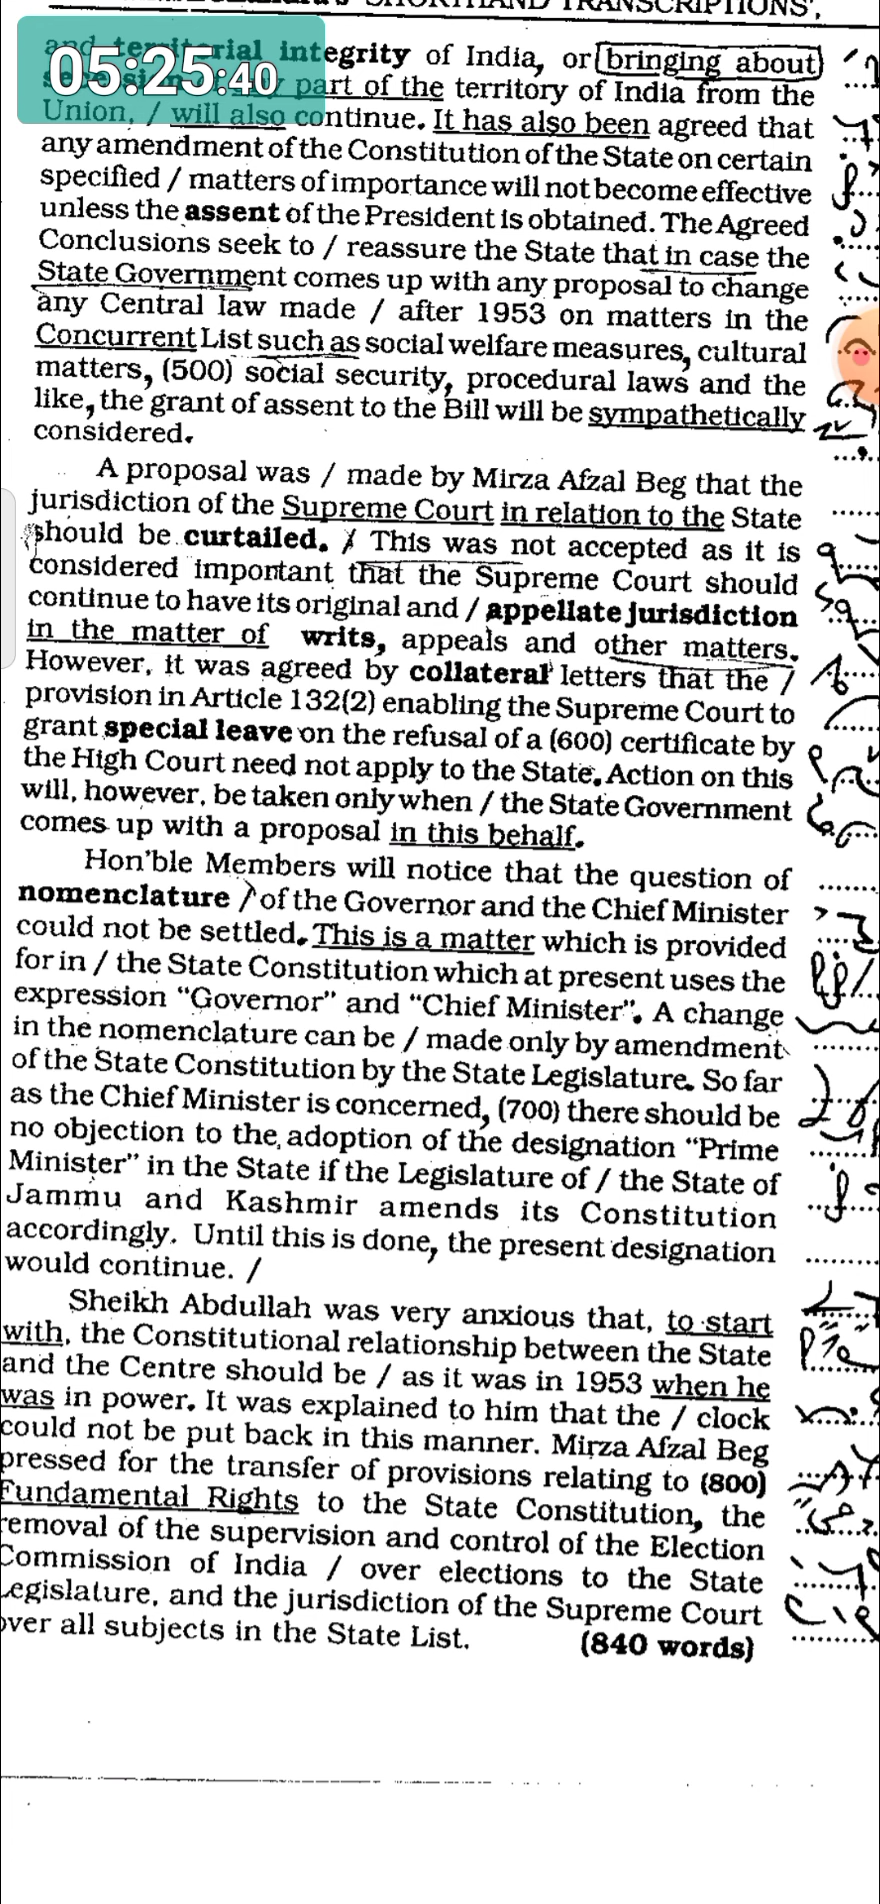 SHORTHAND TRANSCRIPTIONS',
05:25:40
and territorial integrity of India, or bringing about
part of the territory of India from the
Union, / will also continue. It has also been agreed that
any amendment of the Constitution of the State on certain
specified / matters of importance will not become effective
unless the assent of the President is obtained. The Agreed
Conclusions seek to / reassure the State that in case the
State Government comes up with any proposal to change
any Central law made / after 1953 on matters in the
Concurrent List such as social welfare measures, cultural
matters, (500) social security, procedural laws and the
like, the grant of assent to the Bill will be sympathetically
considered.
A proposal was / made by Mirza Afzal Beg that the
jurisdiction of the Supreme Court in relation to the State
should be curtailed. / This was not accepted as it is
considered important that the Supreme Court should
continue to have its original and / appellate jurisdiction
in the matter of writs, appeals and other matters.
However, it was agreed by collateral letters that the /
provision in Article 132(2) enabling the Supreme Court to
grant special leave on the refusal of a (600) certificate by
the High Court need not apply to the State. Action on this
will, however, be taken only when / the State Government
comes up with a proposal in this behalf.
Hon'ble Members will notice that the question of
nomenclature / of the Governor and the Chief Minister
could not be settled. This is a matter which is provided
for in / the State Constitution which at present uses the
expression "Governor" and "Chief Minister". A change
in the nomenclature can be / made only by amendment
of the State Constitution by the State Legislature. So far
as the Chief Minister is concerned, (700) there should be
no objection to the adoption of the designation "Prime
Minister" in the State if the Legislature of / the State of
Jammu and Kashmir amends its Constitution
accordingly. Until this is done, the present designation
would continue. /
Sheikh Abdullah was very anxious that, to start
with, the Constitutional relationship between the State
and the Centre should be / as it was in 1953 when he
was in power. It was explained to him that the / clock
could not be put back in this manner. Mirza Afzal Beg
pressed for the transfer of provisions relating to (800)
Fundamental Rights to the State Constitution, the
removal of the supervision and control of the Election
Commission of India / over elections to the State
Legislature, and the jurisdiction of the Supreme Court
over all subjects in the State List. (840 words)